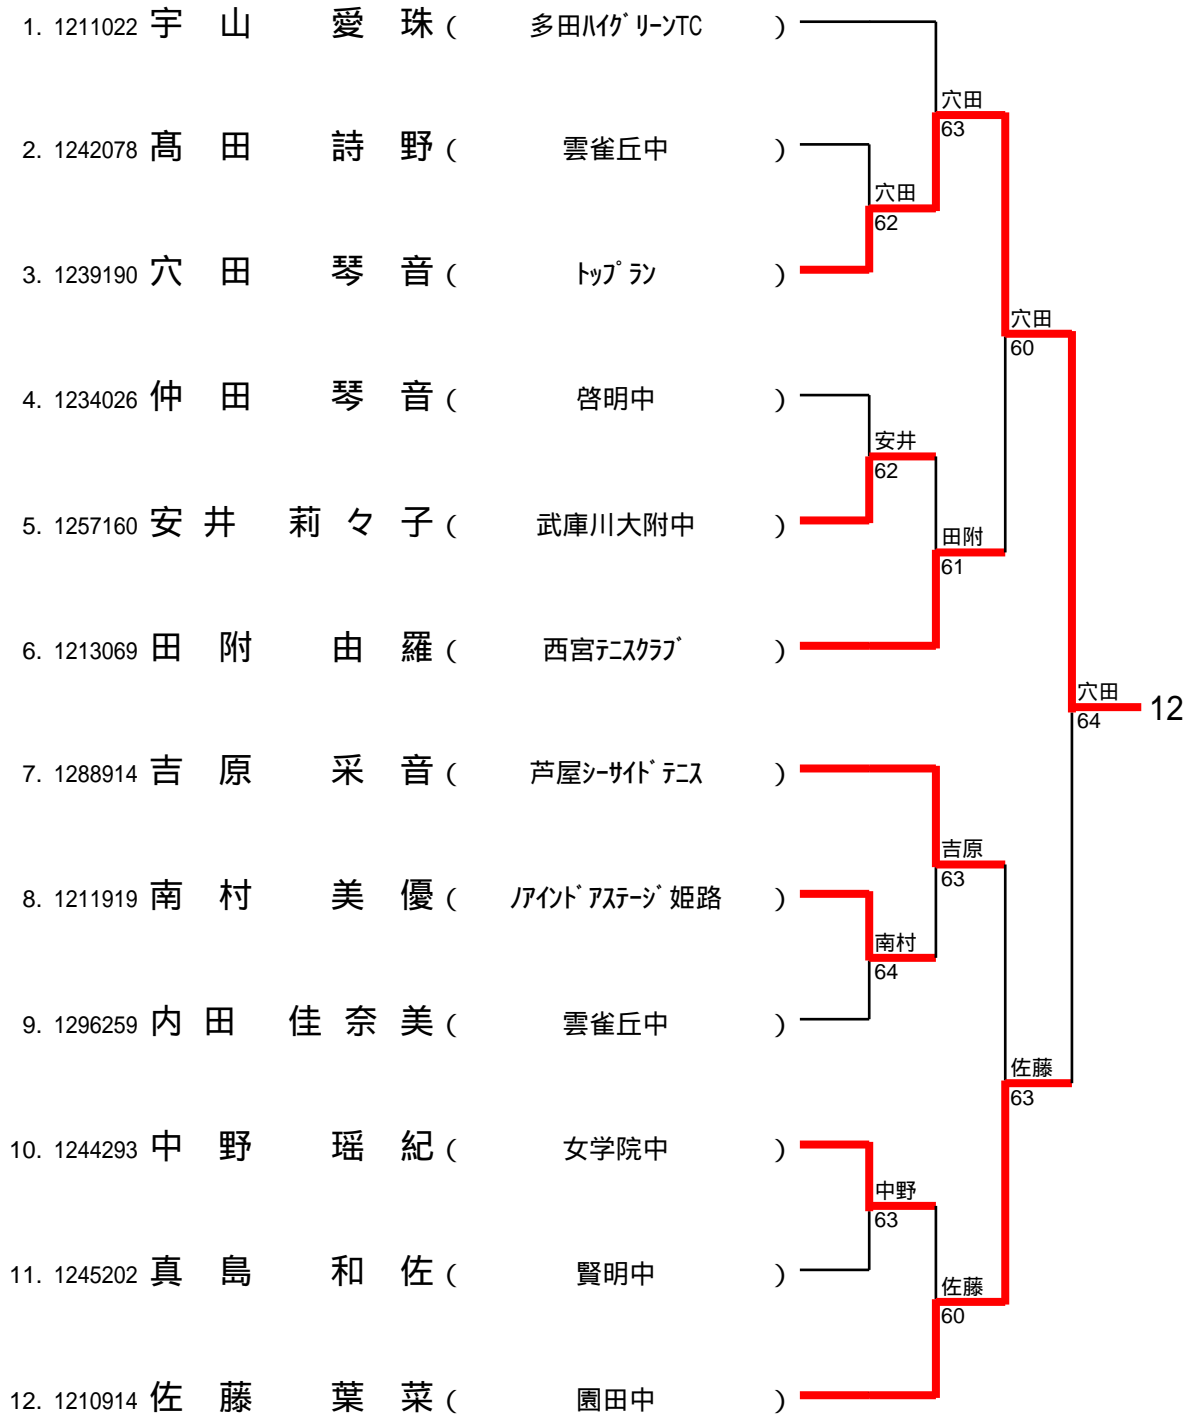 1. 1211022 宇 山 愛 珠 ( 多田ﾊｲｸﾞﾘｰﾝTC )
穴田
63
2. 1242078 髙 田 詩 野 ( 雲雀丘中 )
穴田
62
3. 1239190 穴 田 琴 音 ( ﾄｯﾌﾟﾗﾝ )
穴田
60
4. 1234026 仲 田 琴 音 ( 啓明中 )
安井
62
5. 1257160 安 井 莉 々 子 ( 武庫川大附中 )
田附
61
6. 1213069 田 附 由 羅 ( 西宮ﾃﾆｽｸﾗﾌﾞ )
穴田
64
12
7. 1288914 吉 原 采 音 ( 芦屋ｼｰｻｲﾄﾞﾃﾆｽ )
吉原
63
8. 1211919 南 村 美 優 ( ﾉｱｲﾝﾄﾞｱｽﾃｰｼﾞ姫路 )
南村
64
9. 1296259 内 田 佳 奈 美 ( 雲雀丘中 )
佐藤
63
10. 1244293 中 野 瑶 紀 ( 女学院中 )
中野
63
11. 1245202 真 島 和 佐 ( 賢明中 )
佐藤
60
12. 1210914 佐 藤 葉 菜 ( 園田中 )